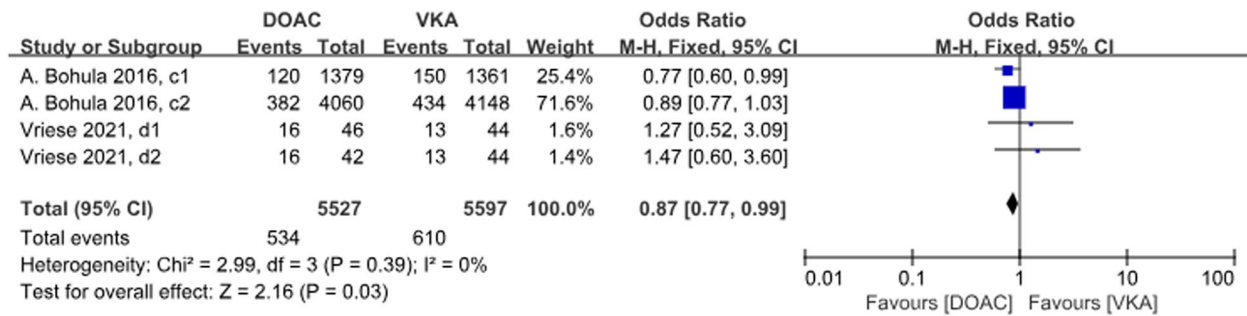 DOAC VKA Odds Ratio Odds Ratio
Study or Subgroup Events Total Events Total Weight M-H, Fixed, 95% CI M-H, Fixed, 95% CI
A. Bohula 2016, c1 120 1379 150 1361 25.4% 0.77 [0.60, 0.99]
A. Bohula 2016, c2 382 4060 434 4148 71.6% 0.89 [0.77, 1.03]
Vriese 2021, d1 16 46 13 44 1.6% 1.27 [0.52, 3.09]
Vriese 2021, d2 16 42 13 44 1.4% 1.47 [0.60, 3.60]
Total (95% CI) 5527 5597 100.0% 0.87 [0.77, 0.99]
Total events 534 610
Heterogeneity: Chi² = 2.99, df = 3 (P = 0.39); I² = 0%
Test for overall effect: Z = 2.16 (P = 0.03)
0.01 0.1 1 10 100
Favours [DOAC] Favours [VKA]